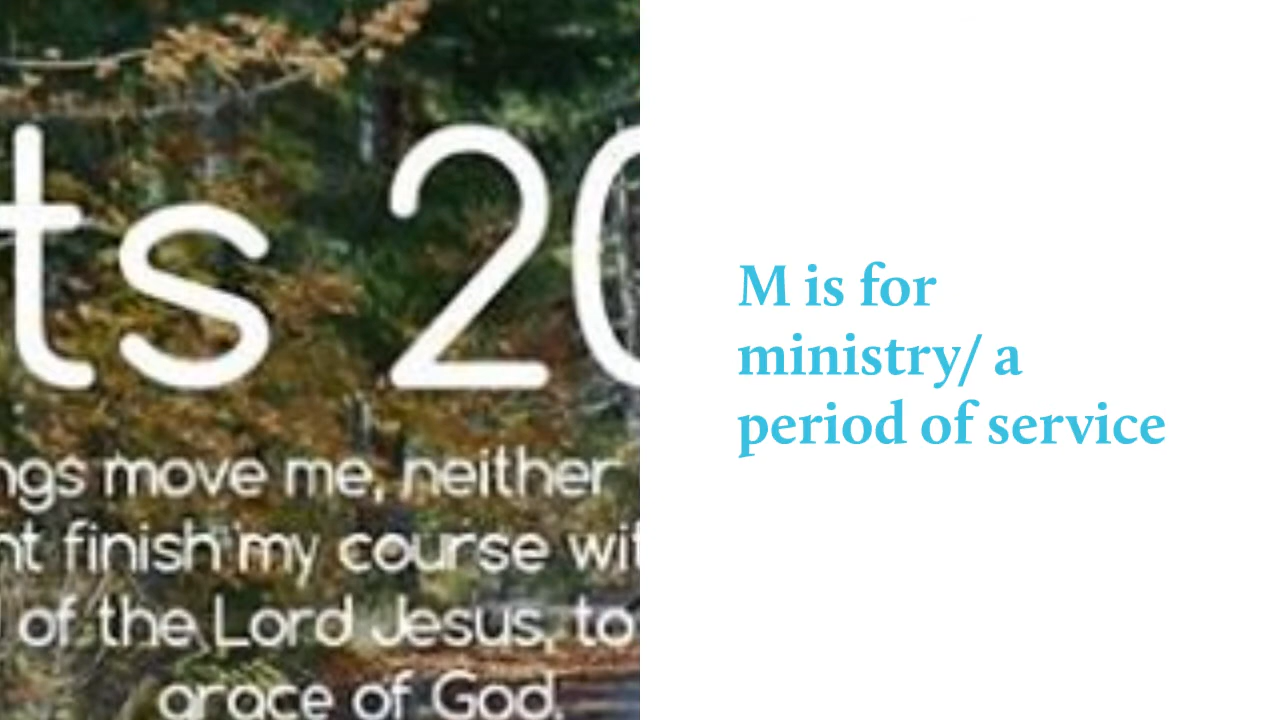 ts 20
ngs move me, neither
nt finish my course wit
of the Lord Jesus, to
grace of God.
M is for
ministry/ a
period of service